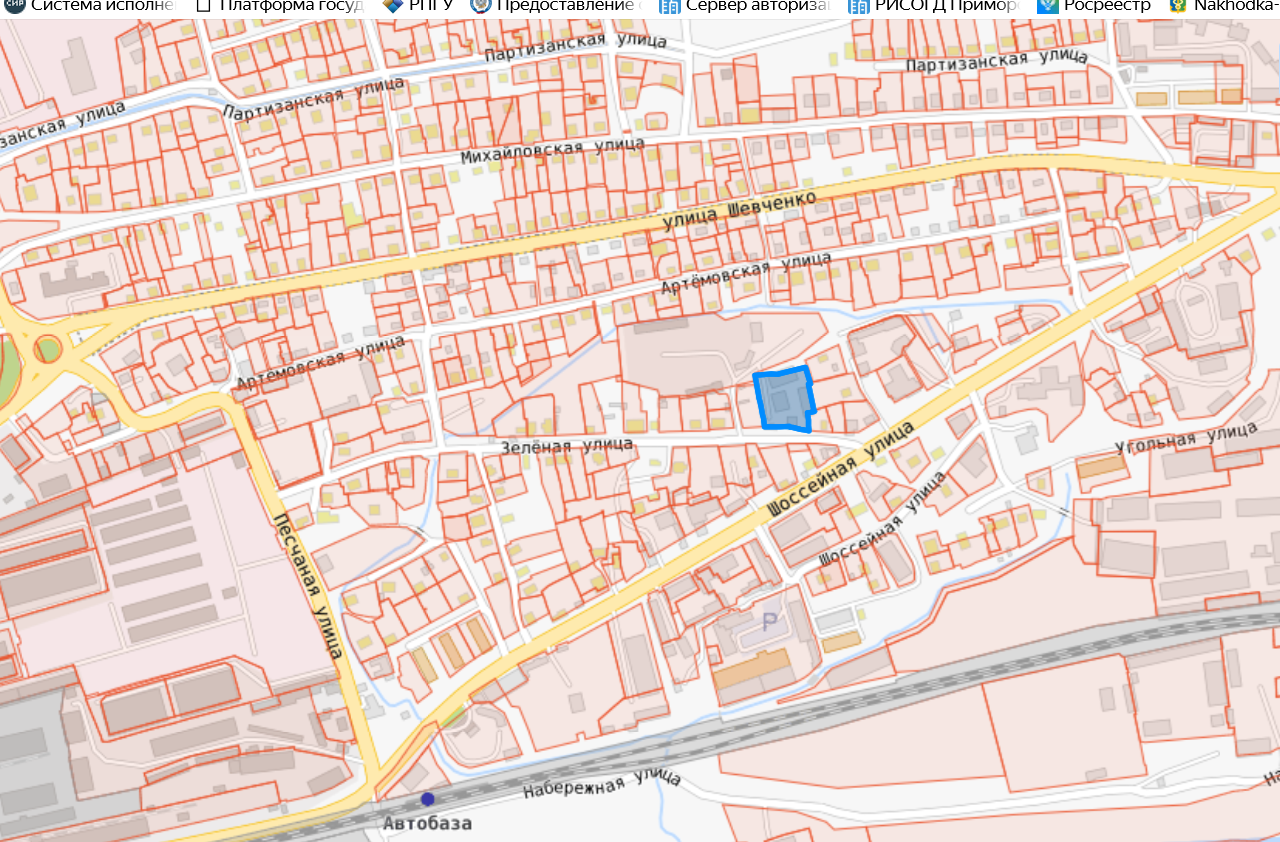 СИР Система исполне
Платформа госуд
РПГУ
Предоставление
Сервер авториза
РИСОГД Примор
Росреестр
Nakhodka-
Партизанская улица
Партизанская улица
Партизанская улица
занская улица
Михайловская улица
улица Шевченко
Артёмовская улица
Артёмовская улица
Зелёная улица
Шоссейная улица
Угольная улица
Шоссейная улица
Песчаная улица
P
Набережная улица
На
Автобаза